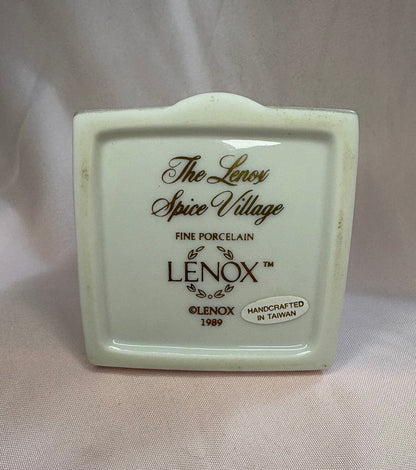 The Lenox
Spice Village
FINE PORCELAIN
LENOX™
©LENOX
1989
HANDCRAFTED
IN TAIWAN